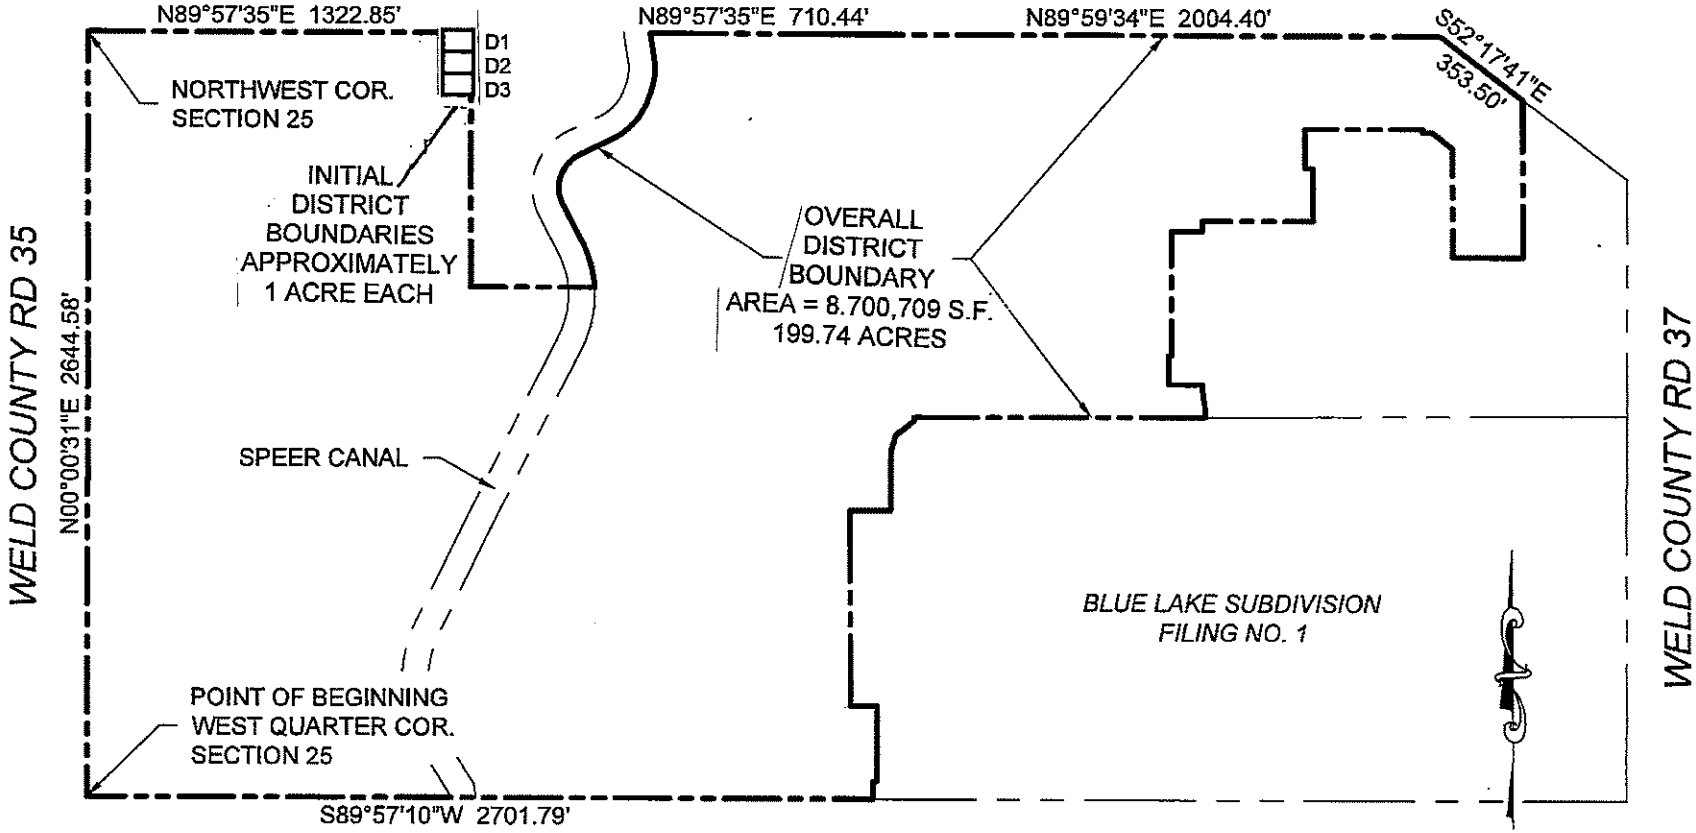 N89°57'35"E 1322.85'
N89°57'35"E 710.44'
N89°59'34"E 2004.40'
S52°17'41"E
353.50'
D1
D2
D3
NORTHWEST COR.
SECTION 25
INITIAL
DISTRICT
BOUNDARIES
APPROXIMATELY
1 ACRE EACH
OVERALL
DISTRICT
BOUNDARY
AREA = 8.700,709 S.F.
199.74 ACRES
WELD COUNTY RD 35
N00°00'31"E 2644.58'
WELD COUNTY RD 37
SPEER CANAL
BLUE LAKE SUBDIVISION
FILING NO. 1
POINT OF BEGINNING
WEST QUARTER COR.
SECTION 25
S89°57'10"W 2701.79'